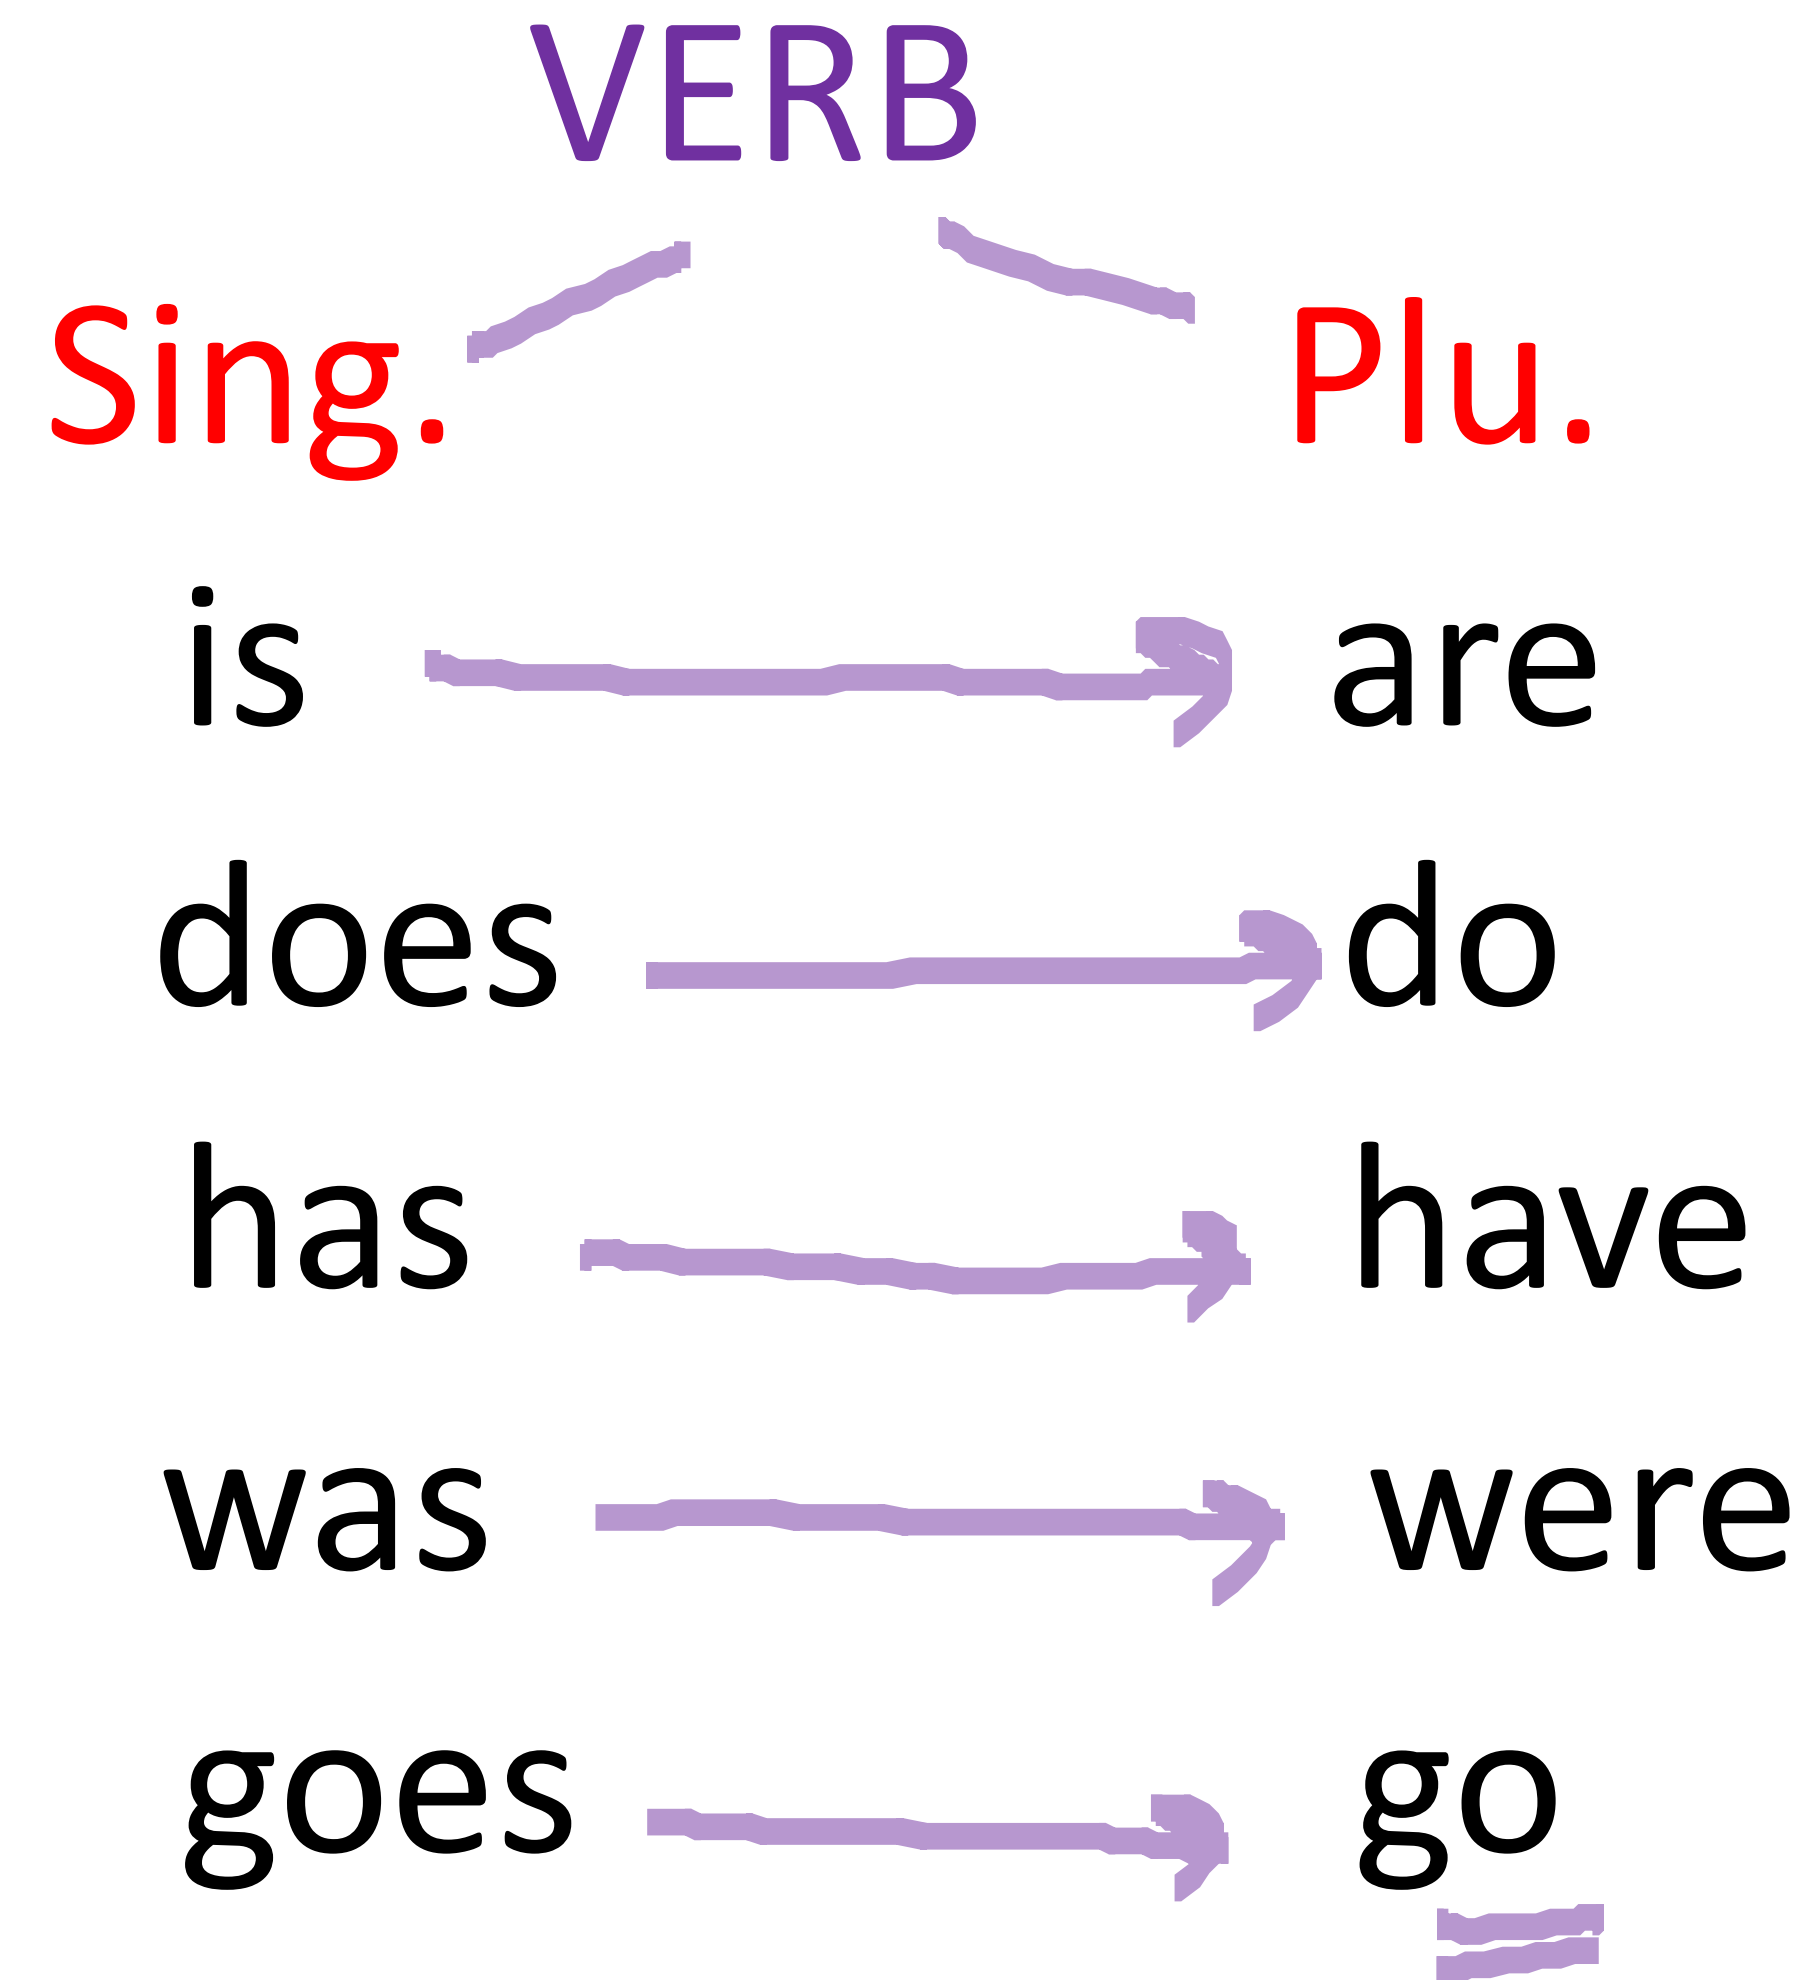 VERB
Sing. Plu.
is are
does do
has have
was were
goes go